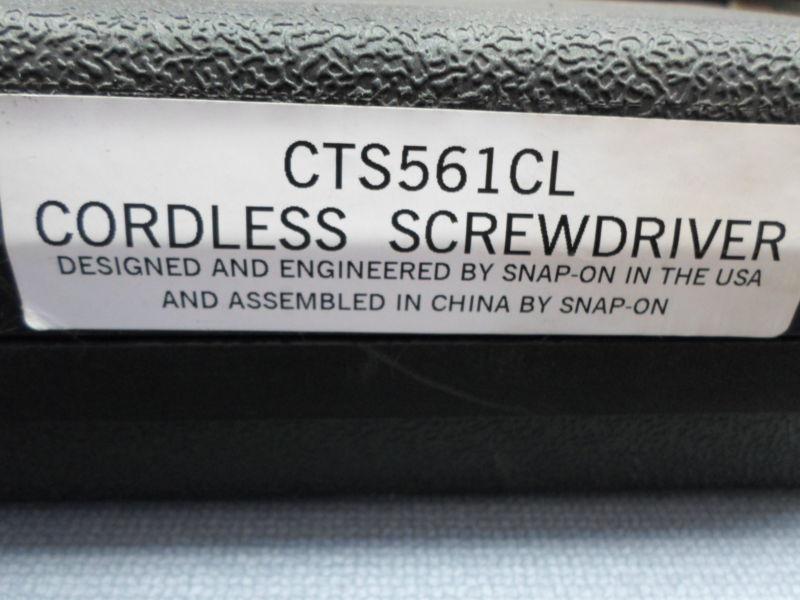 CTS561CL
CORDLESS SCREWDRIVER
DESIGNED AND ENGINEERED BY SNAP-ON IN THE USA
AND ASSEMBLED IN CHINA BY SNAP-ON